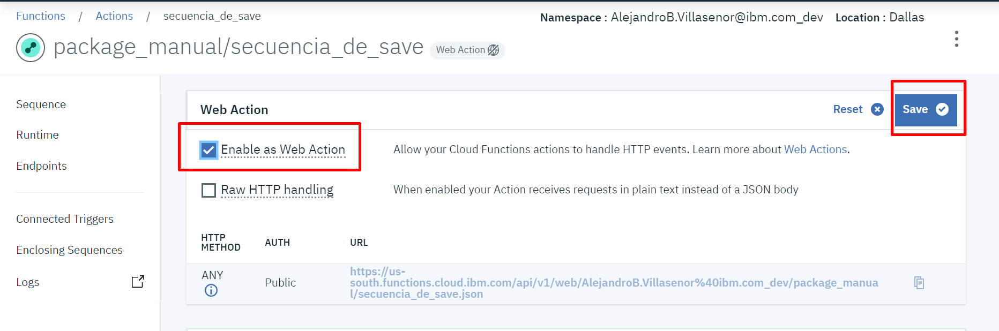 Functions / Actions / secuencia_de_save
Namespace : AlejandroB.Villasenor@ibm.com_dev Location : Dallas
package_manual/secuencia_de_save Web Action
Sequence
Runtime
Endpoints
Connected Triggers
Enclosing Sequences
Logs
Web Action
Reset
Save
Enable as Web Action
Allow your Cloud Functions actions to handle HTTP events. Learn more about Web Actions.
Raw HTTP handling
When enabled your Action receives requests in plain text instead of a JSON body
HTTP
METHOD
AUTH
URL
ANY
Public
https://us-
south.functions.cloud.ibm.com/api/v1/web/AlejandroB.Villasenor%40ibm.com_dev/package_manua
l/secuencia_de_save.json